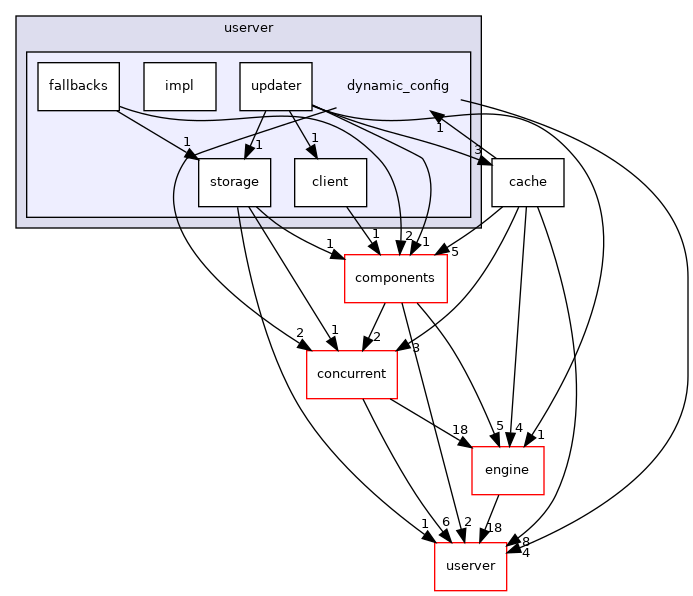 userver
fallbacks
impl
updater
dynamic_config
1
1
1
1
3
storage
client
cache
1
1
2
1
5
components
2
1
2
3
concurrent
18
5
4
1
engine
1
6
2
18
8
4
userver